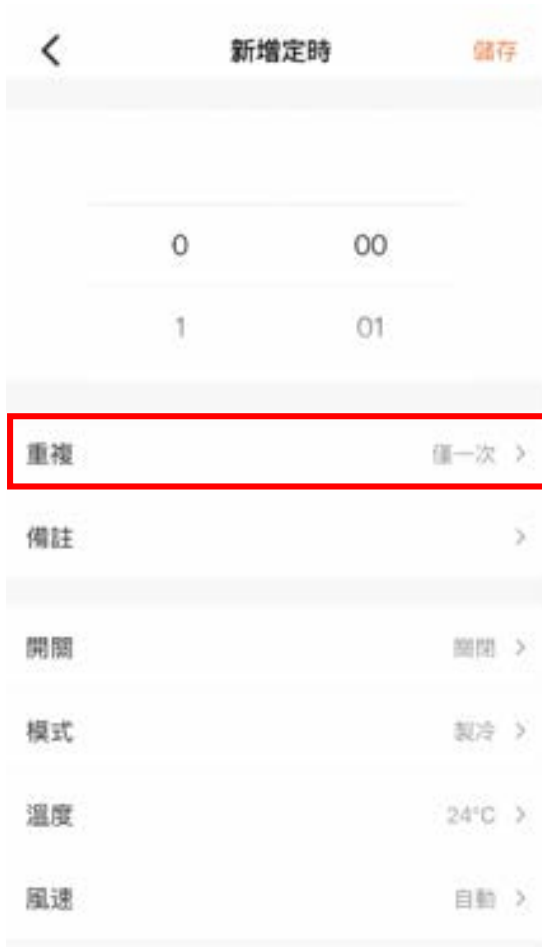 新增定時 儲存
0 00
1 01
重複 僅一次
備註
開關 關閉
模式 製冷
溫度 24°C
風速 自動